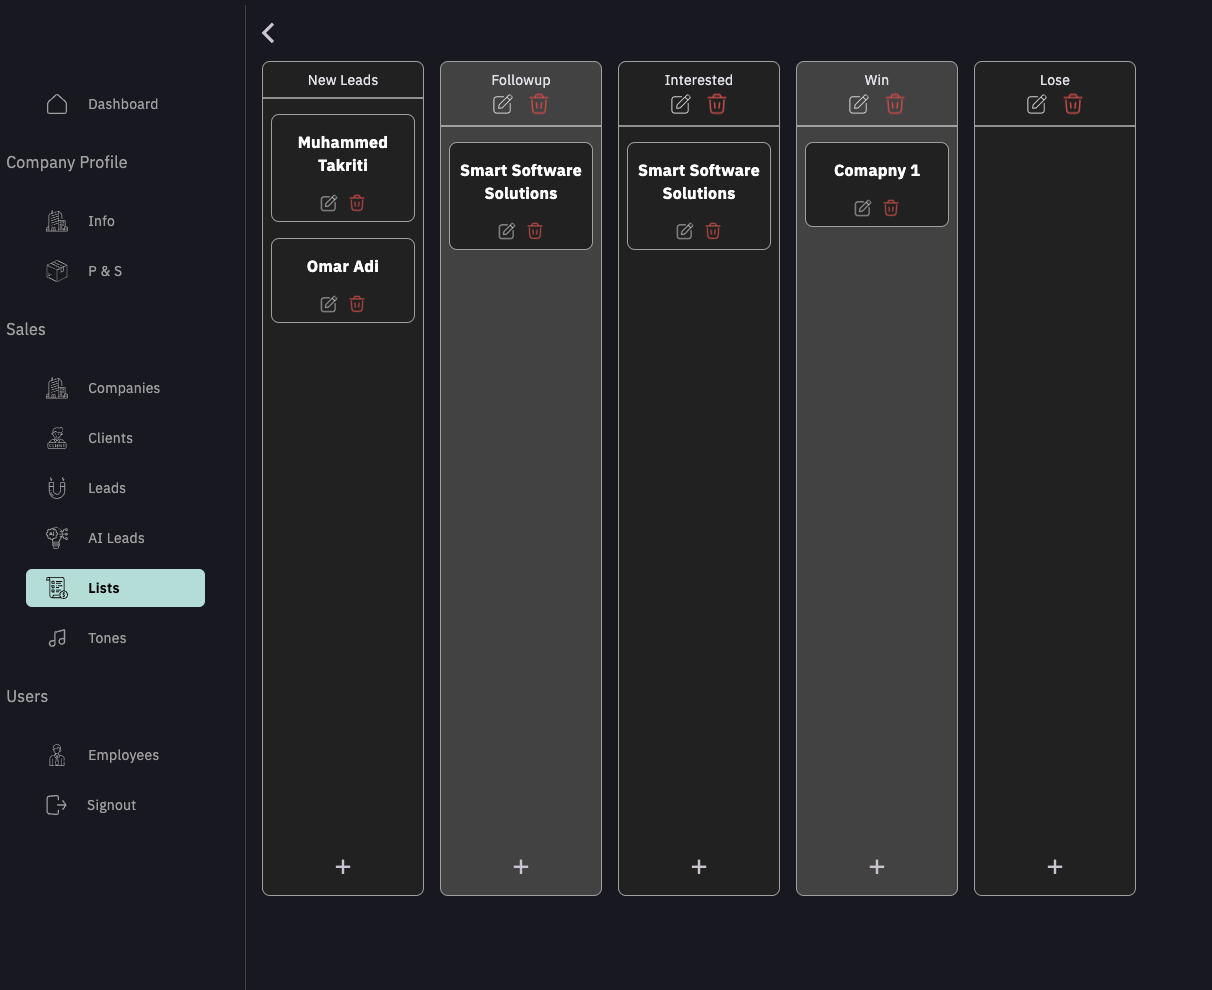 Dashboard
Company Profile
Info
P & S
Sales
Companies
Clients
Leads
AI Leads
Lists
Tones
Users
Employees
Signout
New Leads
Muhammed
Takriti
Omar Adi
Followup
Smart Software
Solutions
Interested
Smart Software
Solutions
Win
Comapny 1
Lose